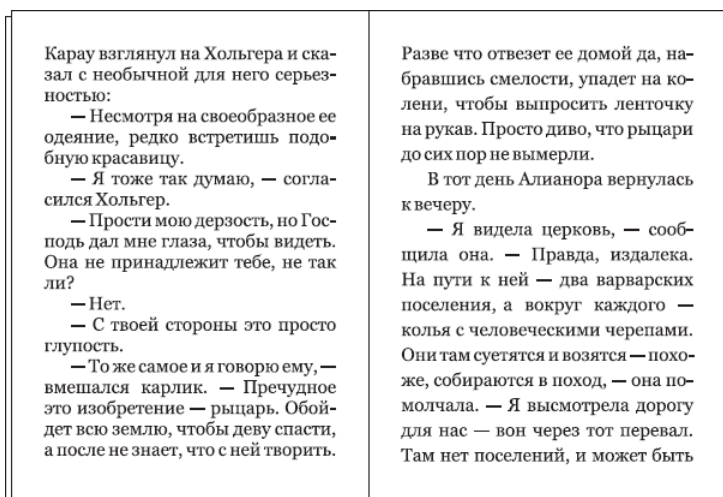 Карау взглянул на Хольгера и ска-
зал с необычной для него серьез-
ностью:
— Несмотря на своеобразное ее
одеяние, редко встретишь подо-
бную красавицу.
— Я тоже так думаю, — согла-
сился Хольгер.
— Прости мою дерзость, но Гос-
подь дал мне глаза, чтобы видеть.
Она не принадлежит тебе, не так
ли?
— Нет.
— С твоей стороны это просто
глупость.
— То же самое и я говорю ему, —
вмешался карлик. — Пречудное
это изобретение — рыцарь. Обой-
дет всю землю, чтобы деву спасти,
а после не знает, что с ней творить.
Разве что отвезет ее домой да, на-
бравшись смелости, упадет на ко-
лени, чтобы выпросить ленточку
на рукав. Просто диво, что рыцари
до сих пор не вымерли.
В тот день Алианора вернулась
к вечеру.
— Я видела церковь, — сооб-
щила она. — Правда, издалека.
На пути к ней — два варварских
поселения, а вокруг каждого —
колья с человеческими черепами.
Они там суетятся и возятся — похо-
же, собираются в поход, — она по-
молчала. — Я высмотрела дорогу
для нас — вон через тот перевал.
Там нет поселений, и может быть